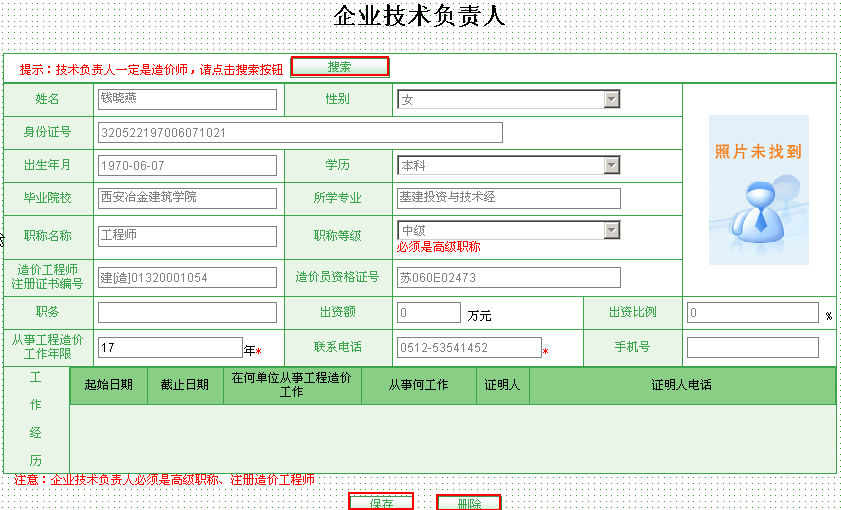 企业技术负责人
提示：技术负责人一定是造价师，请点击搜索按钮 搜索
姓名 钱晓燕 性别 女
照片未找到
身份证号 320522197006071021
出生年月 1970-06-07 学历 本科
毕业院校 西安冶金建筑学院 所学专业 基建投资与技术经
职称名称 工程师 职称等级 中级
必须是高级职称
造价工程师
注册证书编号 建[造]01320001054 造价员资格证号 苏060E02473
职务 出资额 0 万元 出资比例 0 %
从事工程造价
工作年限 17 年* 联系电话 0512-53541452 * 手机号
工
作
经
历
起始日期 截止日期 在何单位从事工程造价
工作 从事何工作 证明人 证明人电话
注意：企业技术负责人必须是高级职称、注册造价工程师
保存 删除